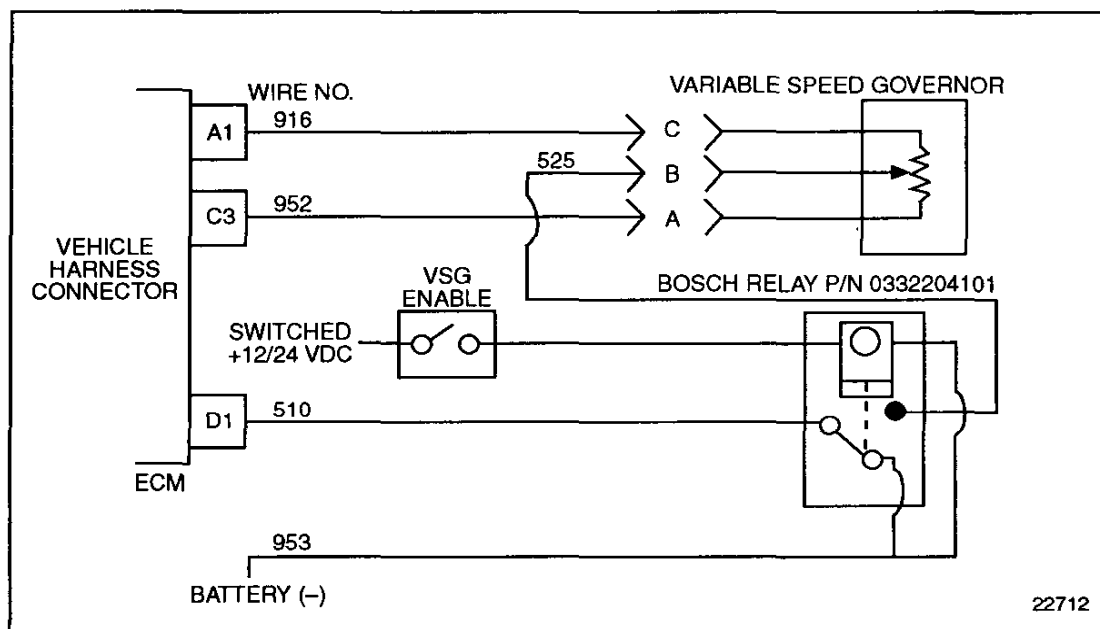 VARIABLE SPEED GOVERNOR
WIRE NO.
A1
916
C
525
B
C3
952
A
VEHICLE
HARNESS
CONNECTOR
VSG
ENABLE
BOSCH RELAY P/N 0332204101
SWITCHED
+12/24 VDC
D1
510
ECM
953
BATTERY (–)
22712